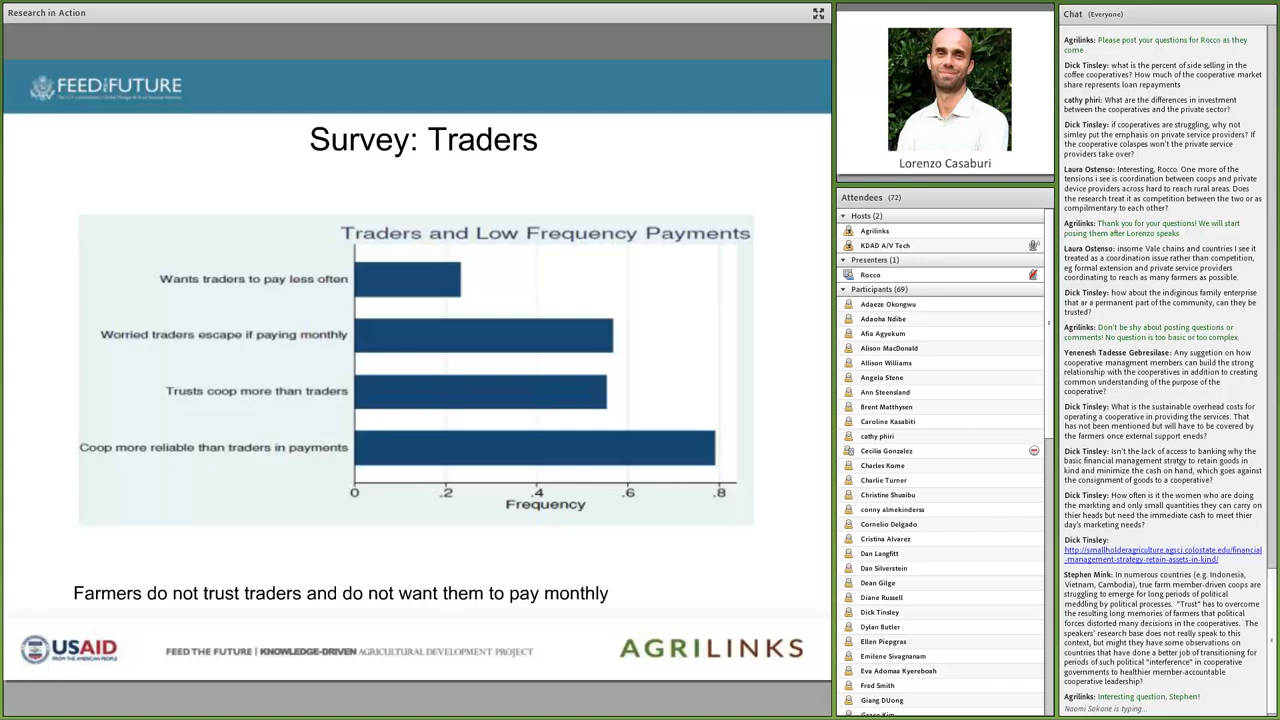 Research in Action
FEED THE FUTURE
Survey: Traders
Traders and Low Frequency Payments
Wants traders to pay less often
Worried traders escape if paying monthly
Trusts coop more than traders
Coop more reliable than traders in payments
0 .2 .4 .6 .8
Frequency
Farmers do not trust traders and do not want them to pay monthly
USAID
FROM THE AMERICAN PEOPLE
FEED THE FUTURE | KNOWLEDGE-DRIVEN AGRICULTURAL DEVELOPMENT PROJECT
AGRILINKS
Lorenzo Casaburi
Attendees (72)
Hosts (2)
Agrilinks
KDAD A/V Tech
Presenters (1)
Rocco
Participants (69)
Adaeze Okongwu
Adaoha Ndibe
Afia Agyekum
Alison MacDonald
Allison Williams
Angela Stene
Ann Steensland
Brent Matthysen
Caroline Kasabiti
cathy phiri
Cecilia Gonzalez
Charles Kome
Charlie Turner
Christine Shuaibu
conny almekinderss
Cornelio Delgado
Cristina Alvarez
Dan Langfitt
Dan Silverstein
Dean Gilge
Diane Russell
Dick Tinsley
Dylan Butler
Ellen Piepgras
Emilene Sivagnanam
Eva Adomaa Kyereboah
Fred Smith
Giang DUong
Grace Kim
Chat (Everyone)
Agrilinks: Please post your questions for Rocco as they
come
Dick Tinsley: what is the percent of side selling in the
coffee cooperatives? How much of the cooperative market
share represents loan repayments
cathy phiri: What are the differences in investment
between the cooperative and the private sector?
Dick Tinsley: if cooperatives are struggling, why not
simley put the emphasis on private service providers? If
the cooperative colaspes won't the private service
providers take over?
Laura Ostenso: Interesting, Rocco. One more of the
tensions i see is coordination between coops and private
device providers across hard to reach rural areas. Does
the research treat it as competition between the two or as
complimentary to each other?
Agrilinks: Thank you for your questions! We will start
posing them after Lorenzo speaks
Laura Ostenso: insome Vale chains and countries I see it
treated as a coordination issue rather than competition,
eg formal extension and private service providers
coordinating to reach as many farmers as possible.
Dick Tinsley: how about the indiginous family enterprise
that ar a permanent part of the community, can they be
trusted?
Agrilinks: Don't be shy about posting questions or
comments! No question is too basic or too complex.
Yenenesh Tadesse Gebresilase: Any suggetion on how
cooperative managment members can build the strong
relationship with the cooperatives in addition to creating
common understanding of the purpose of the
cooperative?
Dick Tinsley: What is the sustainable overhead costs for
operating a cooperative in providing the services. That
has not been mentioned but will have to be covered by
the farmers once external support ends?
Dick Tinsley: Isn't the lack of access to banking why the
basic financial management stratgy to retain goods in
kind and minimize the cash on hand, which goes against
the consignment of goods to a cooperative?
Dick Tinsley: How often is it the women who are doing
the markting and only small quantities they can carry on
thier heads but need the immediate cash to meet thier
day's marketing needs?
Dick Tinsley:
http://smallholderagriculture.agsci.colostate.edu/financial
-management-strategy-retain-assets-in-kind/
Stephen Mink: In numerous countries (e.g. Indonesia,
Vietnam, Cambodia), true farm member-driven coops are
struggling to emerge for long periods of political
meddling by political processes. "Trust" has to overcome
the resulting long memories of farmers that political
forces distorted many decisions in the cooperatives. The
speakers' research base does not really speak to this
context, but might they have some observations on
countries that have done a better job of transitioning for
periods of such political "interference" in cooperative
governments to healthier member-accountable
cooperative leadership?
Agrilinks: Interesting question, Stephen!
Naomi Sakane is typing...